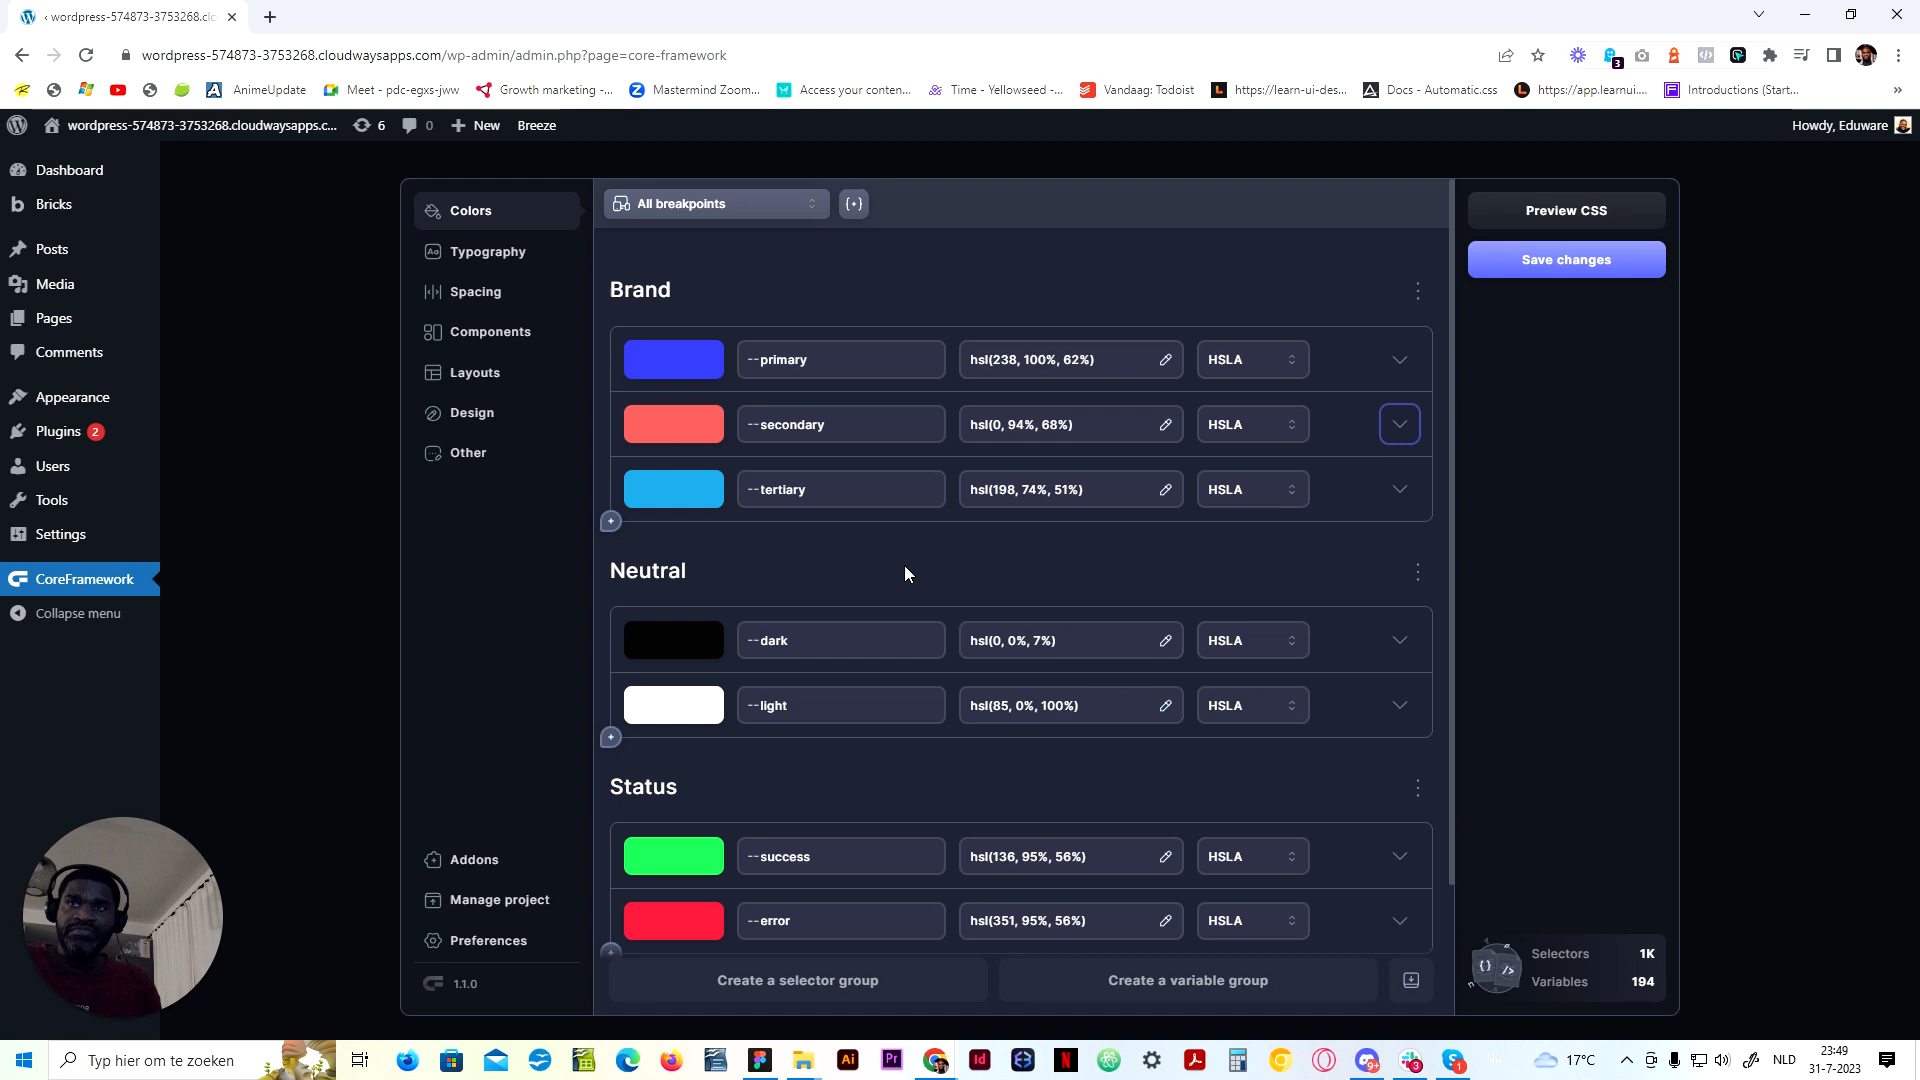 ‹ wordpress-574873-3753268.clo
wordpress-574873-3753268.cloudwaysapps.com/wp-admin/admin.php?page=core-framework
3
AnimeUpdate
Meet - pdc-egxs-jww
Growth marketing -...
Mastermind Zoom...
Access your conten...
Time - Yellowseed -...
Vandaag: Todoist
https://learn-ui-des...
Docs - Automatic.css
https://app.learnui....
Introductions (Start...
»
wordpress-574873-3753268.cloudwaysapps.c...
6
0
New
Breeze
Howdy, Eduware
Dashboard
Bricks
Posts
Media
Pages
Comments
Appearance
Plugins 2
Users
Tools
Settings
CoreFramework
Collapse menu
Colors
Typography
Spacing
Components
Layouts
Design
Other
Addons
Manage project
Preferences
1.1.0
All breakpoints
Brand
--primary hsl(238, 100%, 62%) HSLA
--secondary hsl(0, 94%, 68%) HSLA
--tertiary hsl(198, 74%, 51%) HSLA
Neutral
--dark hsl(0, 0%, 7%) HSLA
--light hsl(85, 0%, 100%) HSLA
Status
--success hsl(136, 95%, 56%) HSLA
--error hsl(351, 95%, 56%) HSLA
Create a selector group
Create a variable group
Preview CSS
Save changes
Selectors 1K
Variables 194
Typ hier om te zoeken
Ai
Pr
Id
9+
3
1
17°C
NLD
23:49
31-7-2023